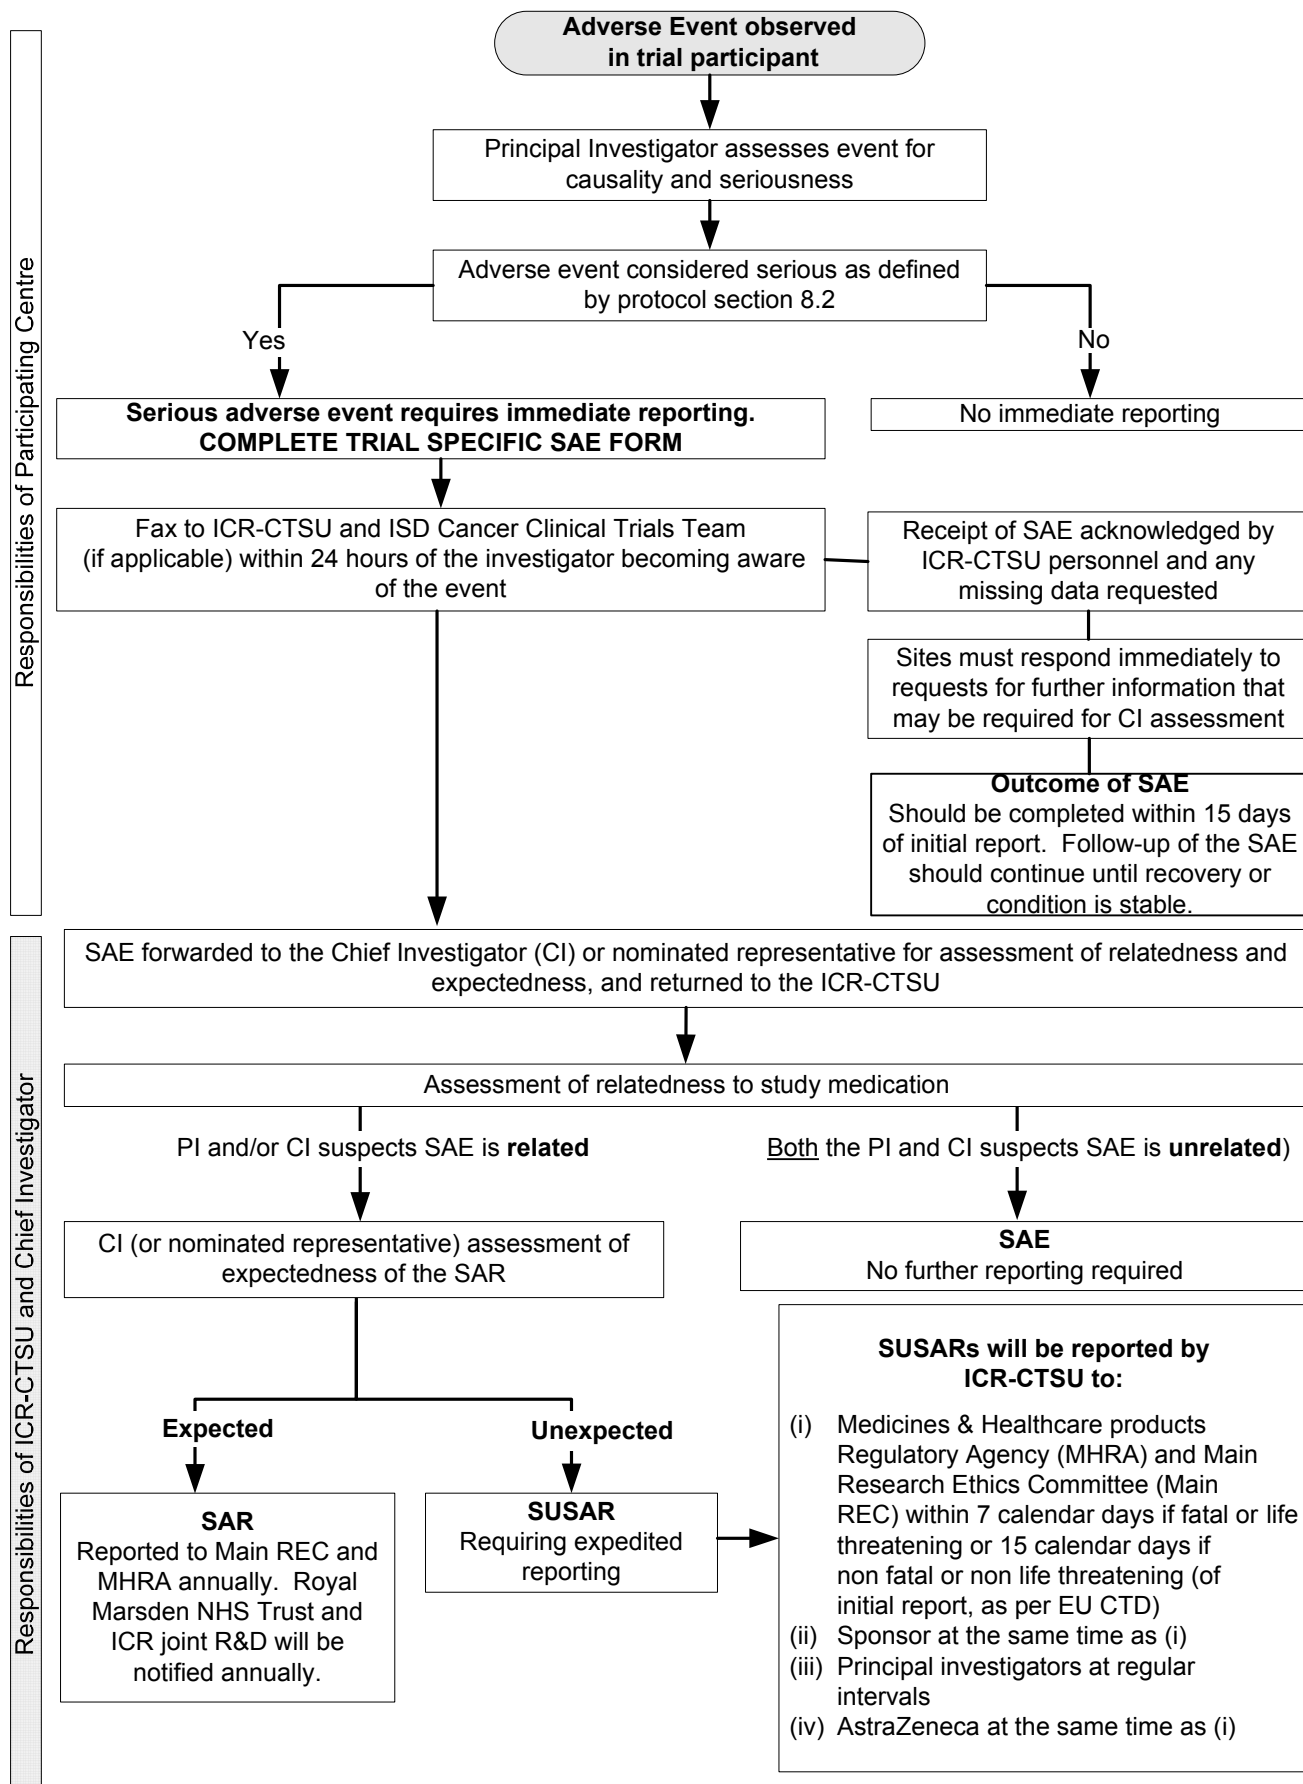 Adverse Event observed
in trial participant
Principal Investigator assesses event for
causality and seriousness
Adverse event considered serious as defined
by protocol section 8.2
Yes
No
Serious adverse event requires immediate reporting.
COMPLETE TRIAL SPECIFIC SAE FORM
No immediate reporting
Fax to ICR-CTSU and ISD Cancer Clinical Trials Team
(if applicable) within 24 hours of the investigator becoming aware
of the event
Receipt of SAE acknowledged by
ICR-CTSU personnel and any
missing data requested
Sites must respond immediately to
requests for further information that
may be required for CI assessment
Outcome of SAE
Should be completed within 15 days
of initial report. Follow-up of the SAE
should continue until recovery or
condition is stable.
Responsibilities of Participating Centre
SAE forwarded to the Chief Investigator (CI) or nominated representative for assessment of relatedness and
expectedness, and returned to the ICR-CTSU
Assessment of relatedness to study medication
PI and/or CI suspects SAE is related
Both the PI and CI suspects SAE is unrelated)
CI (or nominated representative) assessment of
expectedness of the SAR
SAE
No further reporting required
Expected
Unexpected
SAR
Reported to Main REC and
MHRA annually. Royal
Marsden NHS Trust and
ICR joint R&D will be
notified annually.
SUSAR
Requiring expedited
reporting
SUSARs will be reported by
ICR-CTSU to:
(i) Medicines & Healthcare products
Regulatory Agency (MHRA) and Main
Research Ethics Committee (Main
REC) within 7 calendar days if fatal or life
threatening or 15 calendar days if
non fatal or non life threatening (of
initial report, as per EU CTD)
(ii) Sponsor at the same time as (i)
(iii) Principal investigators at regular
intervals
(iv) AstraZeneca at the same time as (i)
Responsibilities of ICR-CTSU and Chief Investigator